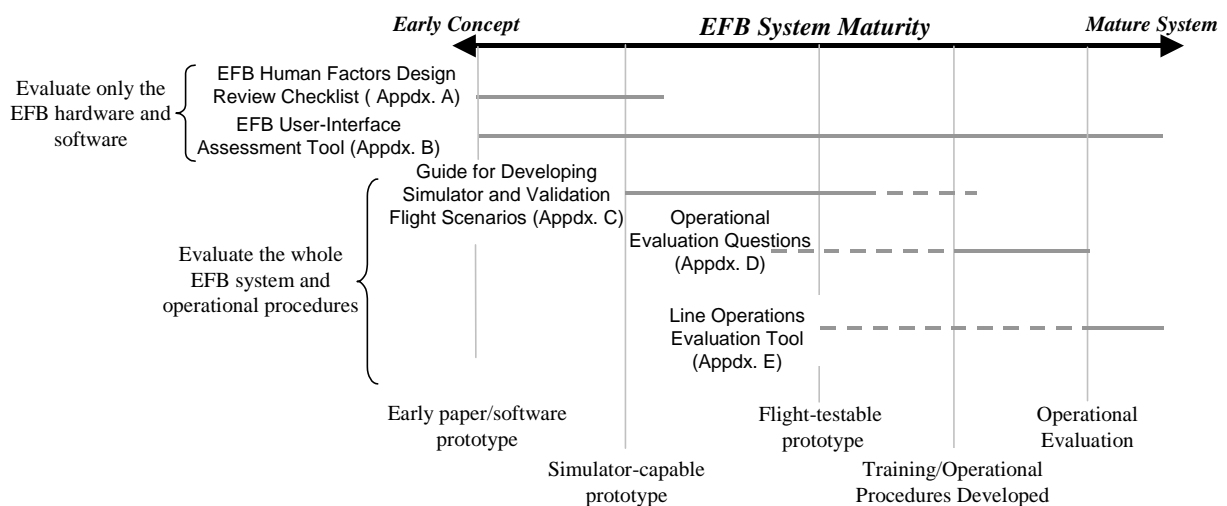 Early Concept
EFB System Maturity
Mature System
Evaluate only the
EFB hardware and
software
EFB Human Factors Design
Review Checklist ( Appdx. A)
EFB User-Interface
Assessment Tool (Appdx. B)
Evaluate the whole
EFB system and
operational procedures
Guide for Developing
Simulator and Validation
Flight Scenarios (Appdx. C)
Operational
Evaluation Questions
(Appdx. D)
Line Operations
Evaluation Tool
(Appdx. E)
Early paper/software
prototype
Simulator-capable
prototype
Flight-testable
prototype
Training/Operational
Procedures Developed
Operational
Evaluation